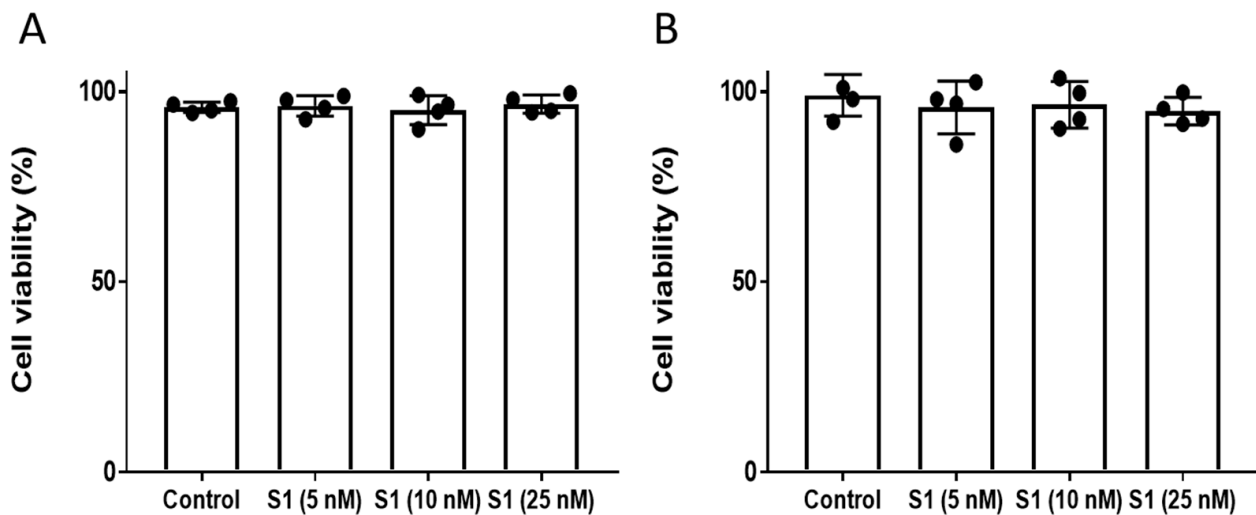 A
Cell viability (%)
100
50
0
Control S1 (5 nM) S1 (10 nM) S1 (25 nM)
B
Cell viability (%)
100
50
0
Control S1 (5 nM) S1 (10 nM) S1 (25 nM)